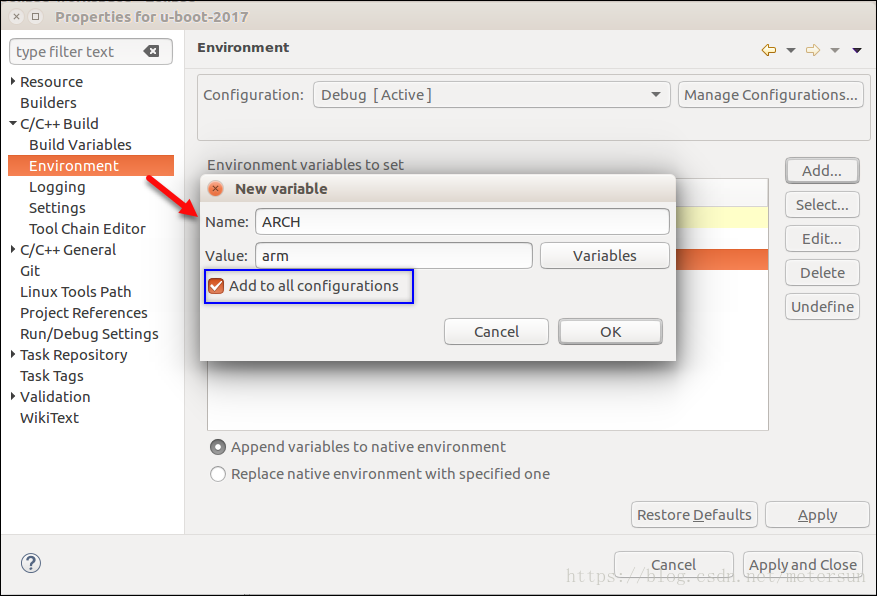 Properties for u-boot-2017
type filter text
Resource
Builders
C/C++ Build
Build Variables
Environment
Logging
Settings
Tool Chain Editor
C/C++ General
Git
Linux Tools Path
Project References
Run/Debug Settings
Task Repository
Task Tags
Validation
WikiText
Environment
Configuration: Debug [Active] Manage Configurations...
Environment variables to set
Add...
Select...
Edit...
Delete
Undefine
New variable
Name: ARCH
Value: arm Variables
Add to all configurations
Cancel OK
Append variables to native environment
Replace native environment with specified one
Restore Defaults Apply
? Cancel Apply and Close
https://blog.csdn.net/metersun